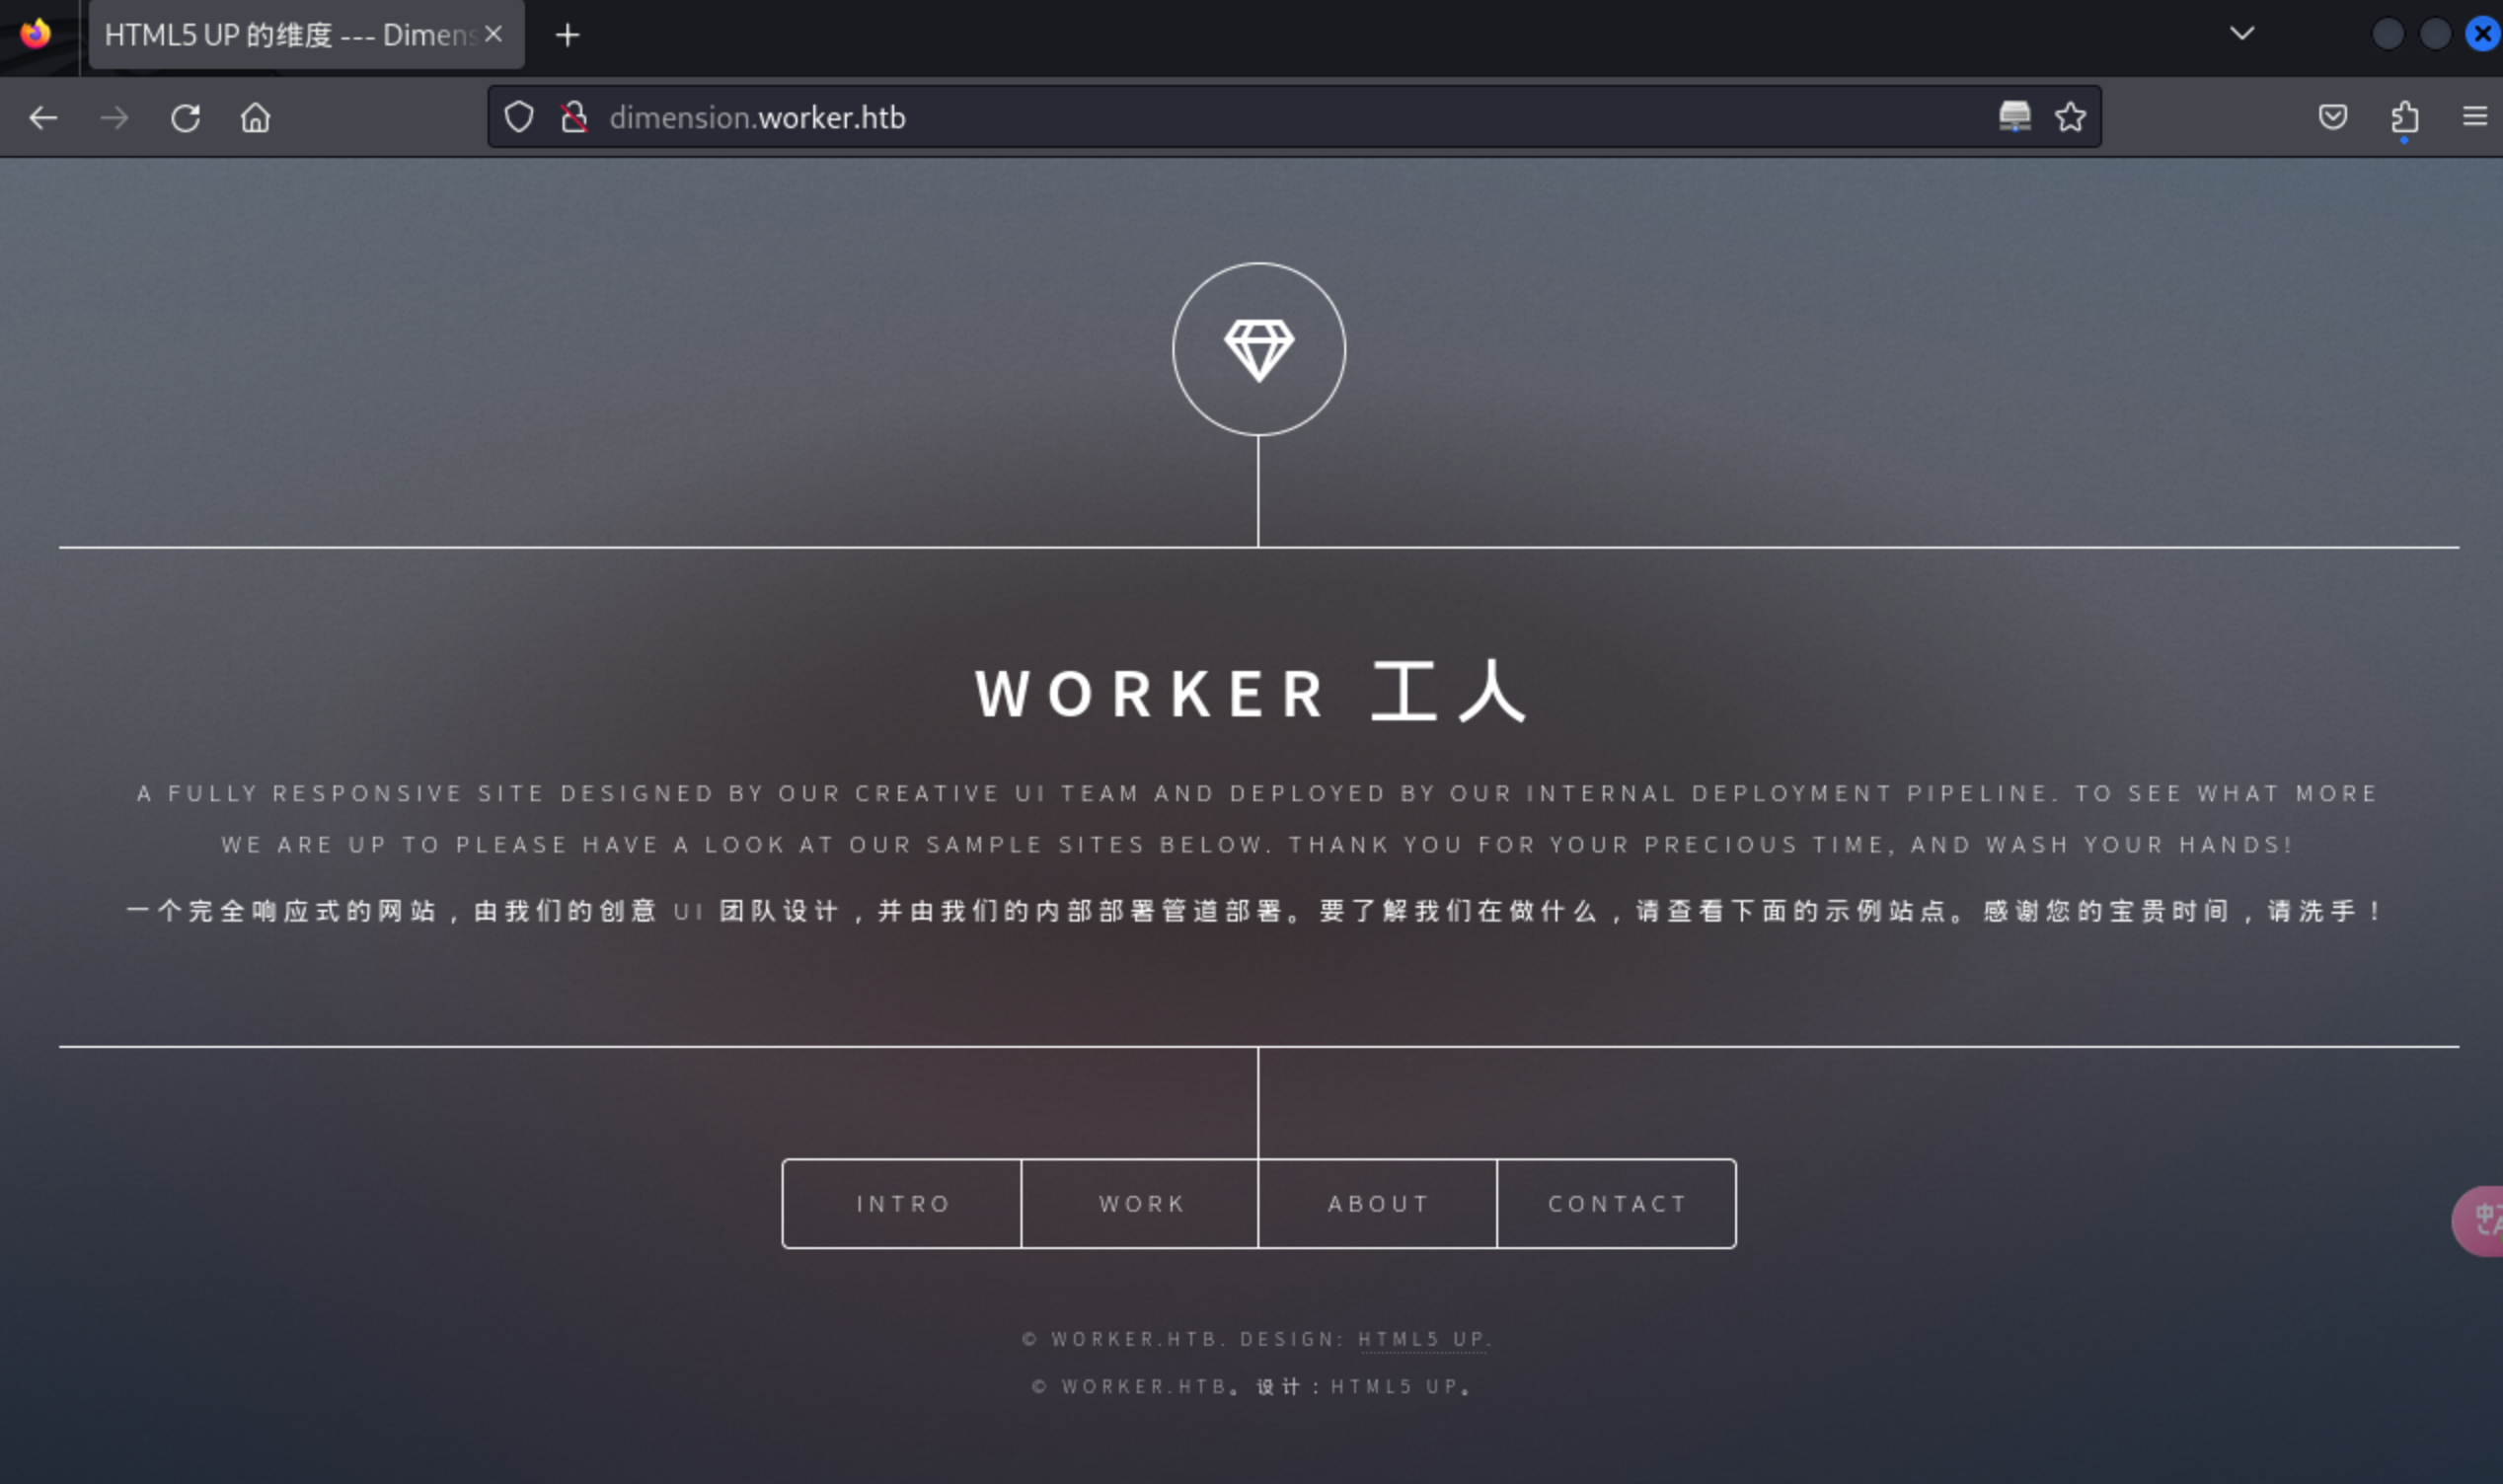 HTML5 UP 的维度 --- Dimens
dimension.worker.htb
WORKER 工人
A FULLY RESPONSIVE SITE DESIGNED BY OUR CREATIVE UI TEAM AND DEPLOYED BY OUR INTERNAL DEPLOYMENT PIPELINE. TO SEE WHAT MORE
WE ARE UP TO PLEASE HAVE A LOOK AT OUR SAMPLE SITES BELOW. THANK YOU FOR YOUR PRECIOUS TIME, AND WASH YOUR HANDS!
一个完全响应式的网站，由我们的创意 UI 团队设计，并由我们的内部部署管道部署。要了解我们在做什么，请查看下面的示例站点。感谢您的宝贵时间，请洗手！
INTRO
WORK
ABOUT
CONTACT
中A
© WORKER.HTB. DESIGN: HTML5 UP.
© WORKER.HTB。设计：HTML5 UP。